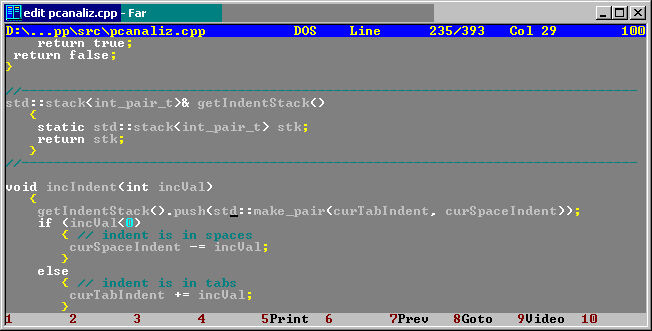 edit pcanaliz.cpp - Far
D:\...pp\src\pcanaliz.cpp DOS Line 235/393 Col 29 100
return true;
return false;
}
//
std::stack<int_pair_t>& getIndentStack()
{
static std::stack<int_pair_t> stk;
return stk;
}
//
void incIndent(int incVal)
{
getIndentStack().push(std::make_pair(curTabIndent, curSpaceIndent));
if (incVal<0)
{ // indent is in spaces
curSpaceIndent -= incVal;
}
else
{ // indent is in tabs
curTabIndent += incVal;
}
1 2 3 4 5Print 6 7Prev 8Goto 9Video 10